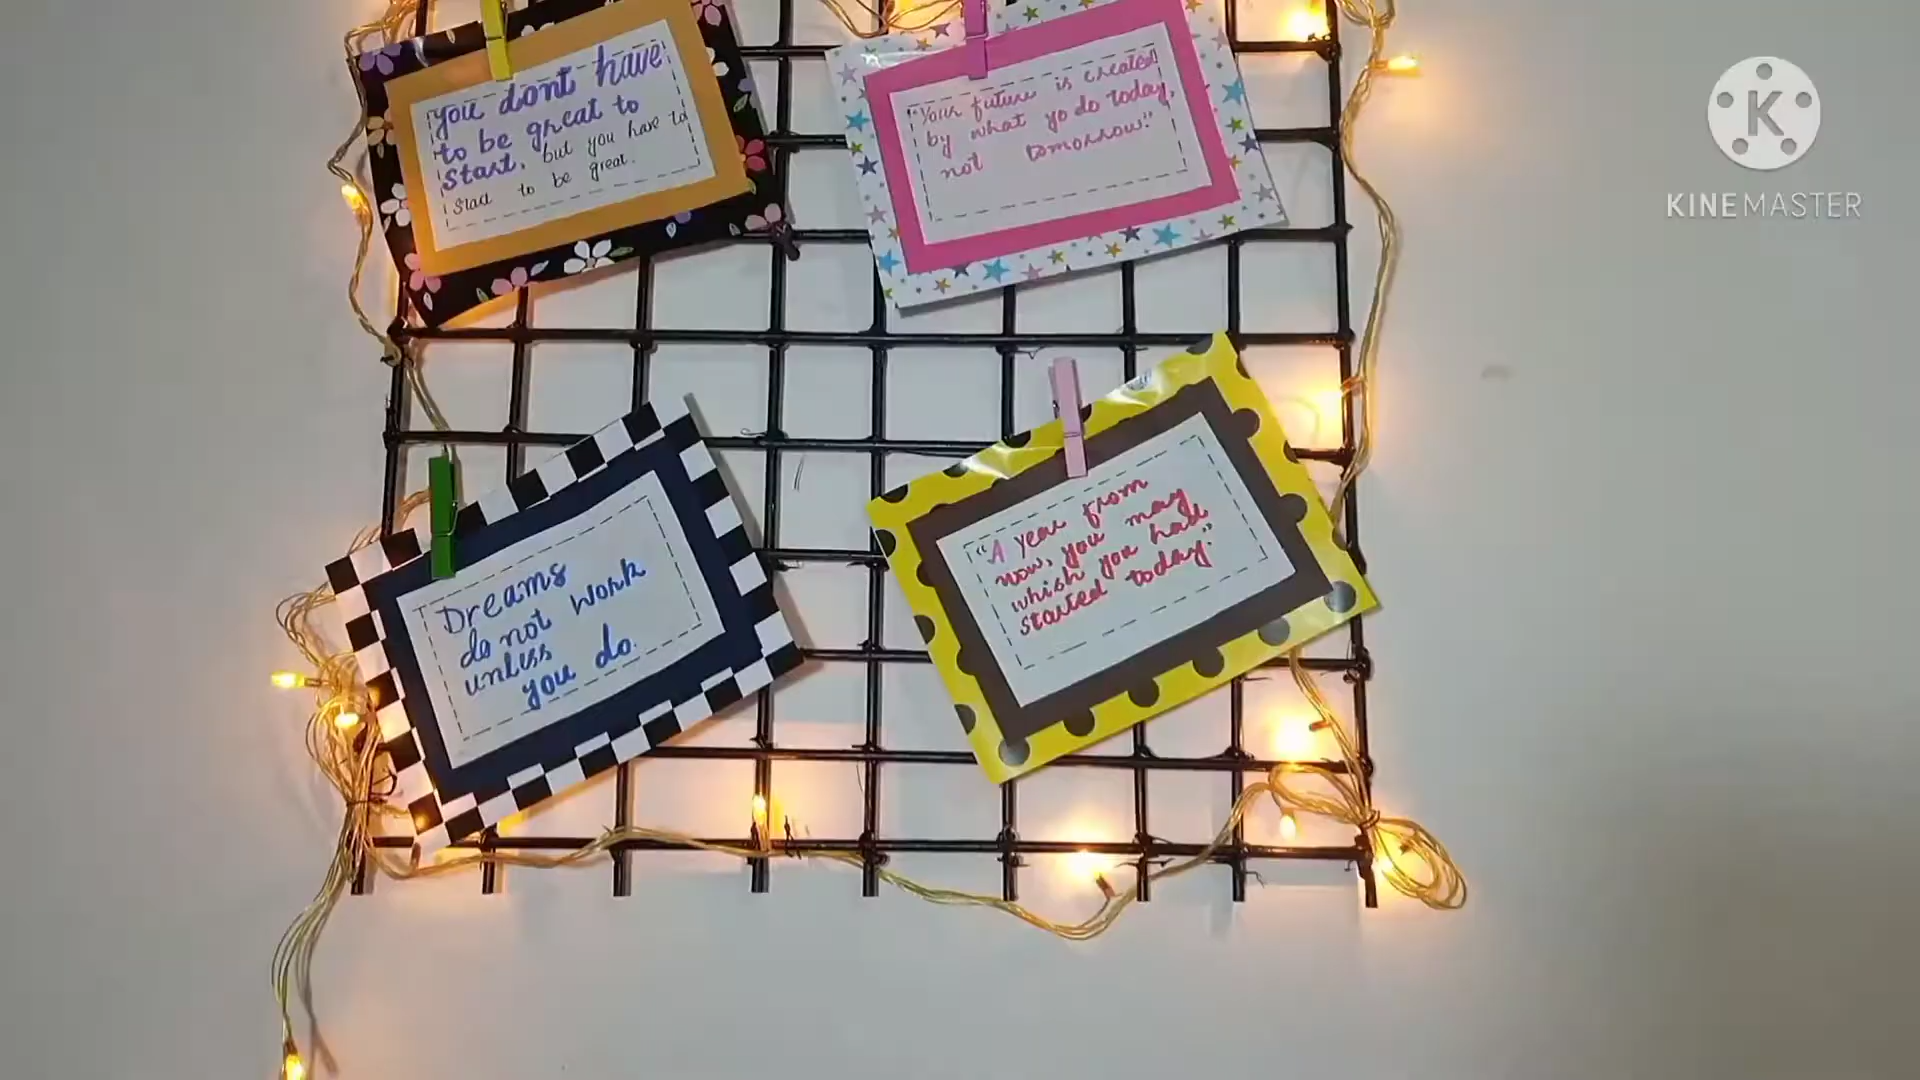 you dont have
to be great to
Start, but you have to
Start to be great.
"Your future is created
by what yo do today,
not tomorrow."
Dreams
do not work
unless
you do.
"A year from
now, you may
whish you had
started today."
K
KINEMASTER